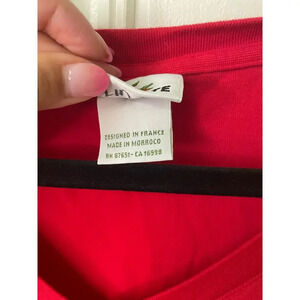 DESIGNED IN FRANCE
MADE IN MORROCO
RN 87651-CA 16598